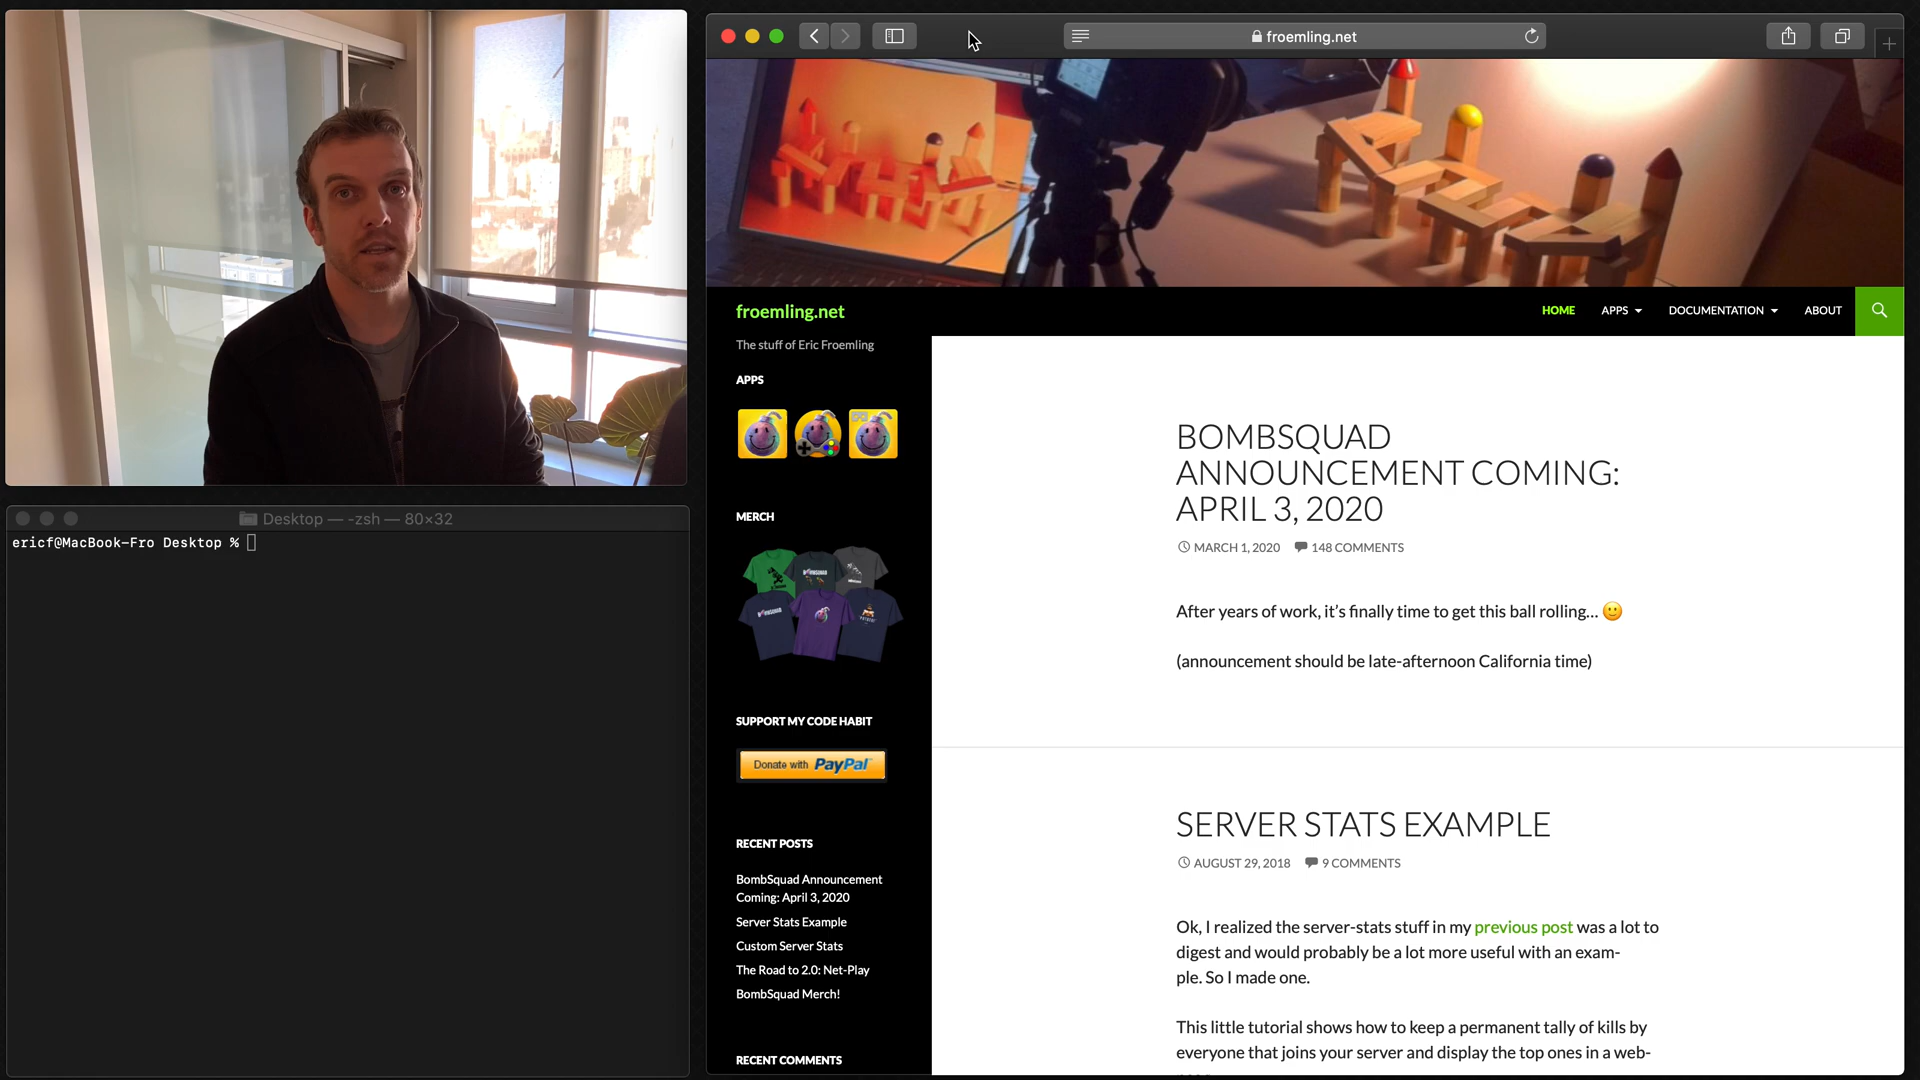 froemling.net
froemling.net
HOME
APPS
DOCUMENTATION
ABOUT
The stuff of Eric Froemling
APPS
MERCH
SUPPORT MY CODE HABIT
Donate with PayPal
RECENT POSTS
BombSquad Announcement
Coming: April 3, 2020
Server Stats Example
Custom Server Stats
The Road to 2.0: Net-Play
BombSquad Merch!
RECENT COMMENTS
BOMBSQUAD
ANNOUNCEMENT COMING:
APRIL 3, 2020
MARCH 1, 2020 148 COMMENTS
After years of work, it’s finally time to get this ball rolling… 🙂
(announcement should be late-afternoon California time)
SERVER STATS EXAMPLE
AUGUST 29, 2018 9 COMMENTS
Ok, I realized the server-stats stuff in my previous post was a lot to
digest and would probably be a lot more useful with an exam-
ple. So I made one.
This little tutorial shows how to keep a permanent tally of kills by
everyone that joins your server and display the top ones in a web-
Desktop — -zsh — 80×32
ericf@MacBook-Fro Desktop %